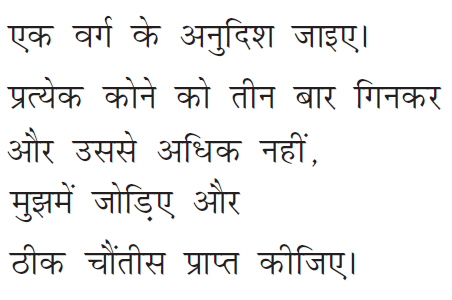 एक वर्ग के अनुदिश जाइए।
प्रत्येक कोने को तीन बार गिनकर
और उससे अधिक नहीं,
मुझमें जोड़िए और
ठीक चौंतीस प्राप्त कीजिए।